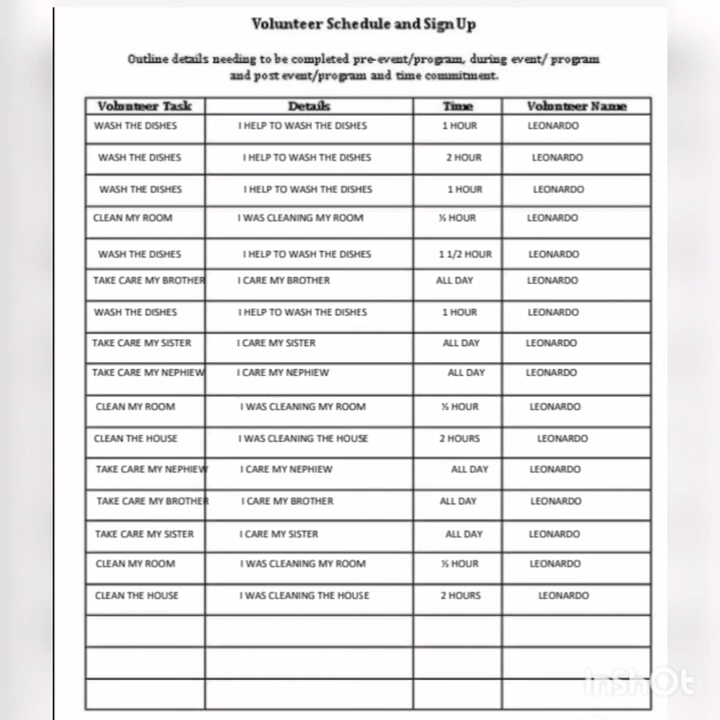 Volunteer Schedule and Sign Up
Outline details needing to be completed pre-event/program, during event/ program
and post event/program and time commitment.
Volunteer Task Details Time Volunteer Name
WASH THE DISHES I HELP TO WASH THE DISHES 1 HOUR LEONARDO
WASH THE DISHES I HELP TO WASH THE DISHES 2 HOUR LEONARDO
WASH THE DISHES I HELP TO WASH THE DISHES 1 HOUR LEONARDO
CLEAN MY ROOM I WAS CLEANING MY ROOM ½ HOUR LEONARDO
WASH THE DISHES I HELP TO WASH THE DISHES 1 1/2 HOUR LEONARDO
TAKE CARE MY BROTHER I CARE MY BROTHER ALL DAY LEONARDO
WASH THE DISHES I HELP TO WASH THE DISHES 1 HOUR LEONARDO
TAKE CARE MY SISTER I CARE MY SISTER ALL DAY LEONARDO
TAKE CARE MY NEPHIEW I CARE MY NEPHIEW ALL DAY LEONARDO
CLEAN MY ROOM I WAS CLEANING MY ROOM ½ HOUR LEONARDO
CLEAN THE HOUSE I WAS CLEANING THE HOUSE 2 HOURS LEONARDO
TAKE CARE MY NEPHIEW I CARE MY NEPHIEW ALL DAY LEONARDO
TAKE CARE MY BROTHER I CARE MY BROTHER ALL DAY LEONARDO
TAKE CARE MY SISTER I CARE MY SISTER ALL DAY LEONARDO
CLEAN MY ROOM I WAS CLEANING MY ROOM ½ HOUR LEONARDO
CLEAN THE HOUSE I WAS CLEANING THE HOUSE 2 HOURS LEONARDO
InShOt